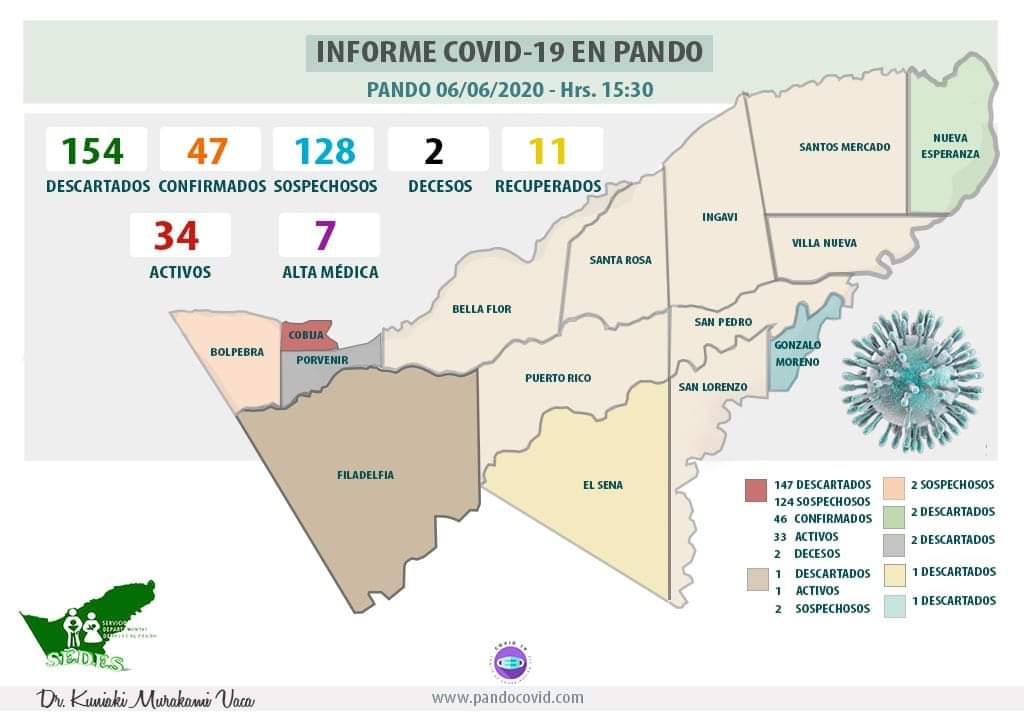 INFORME COVID-19 EN PANDO
PANDO 06/06/2020 - Hrs. 15:30
154
DESCARTADOS
47
CONFIRMADOS
128
SOSPECHOSOS
2
DECESOS
11
RECUPERADOS
34
ACTIVOS
7
ALTA MÉDICA
NUEVA
ESPERANZA
SANTOS MERCADO
INGAVI
VILLA NUEVA
SANTA ROSA
BELLA FLOR
SAN PEDRO
GONZALO
MORENO
COBIJA
BOLPEBRA
PORVENIR
PUERTO RICO
SAN LORENZO
FILADELFIA
EL SENA
147 DESCARTADOS
124 SOSPECHOSOS
46 CONFIRMADOS
33 ACTIVOS
2 DECESOS
1 DESCARTADOS
1 ACTIVOS
2 SOSPECHOSOS
2 SOSPECHOSOS
2 DESCARTADOS
2 DESCARTADOS
1 DESCARTADOS
1 DESCARTADOS
SERVICIO
SEDES
COVID 19
Dr. Kuniaki Murakami Vaca
www.pandocovid.com